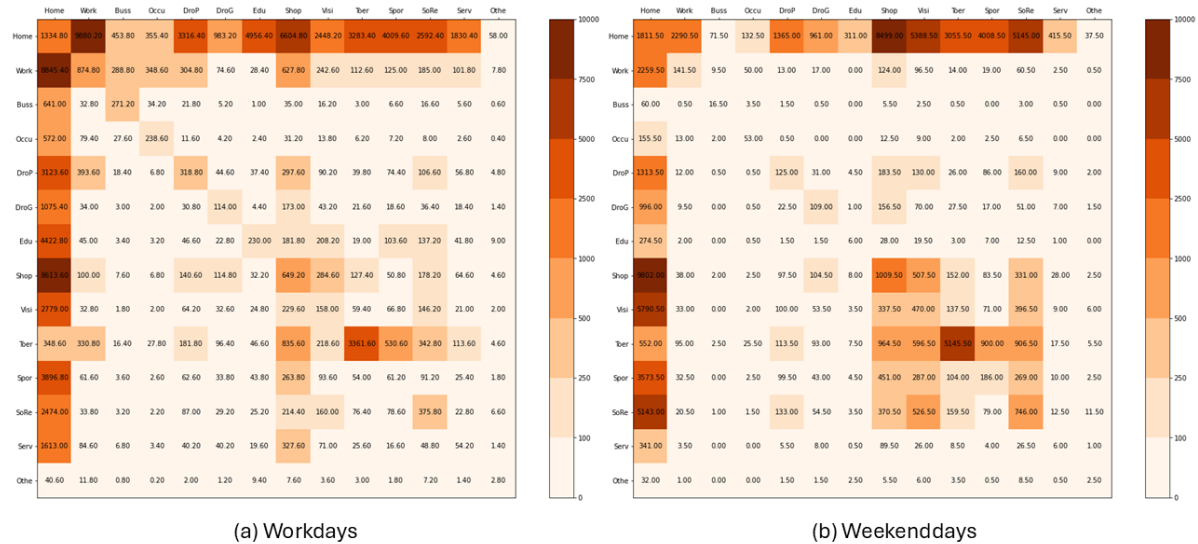 Home Work Buss Occu DroP DroG Edu Shop Visi Toer Spor SoRe Serv Othe
Home 1334.80 9880.20 453.80 355.40 3316.40 983.20 4956.40 6604.80 2448.20 3283.40 4009.60 2592.40 1830.40 58.00
Work 8845.40 874.80 288.80 348.60 304.80 74.60 28.40 627.80 242.60 112.60 125.00 185.00 101.80 7.80
Buss 641.00 32.80 271.20 34.20 21.80 5.20 1.00 35.00 16.20 3.00 6.60 16.60 5.60 0.60
Occu 572.00 79.40 27.60 238.60 11.60 4.20 2.40 31.20 13.80 6.20 7.20 8.00 2.60 0.40
DroP 3123.60 393.60 18.40 6.80 318.80 44.60 37.40 297.60 90.20 39.80 74.40 106.60 56.80 4.80
DroG 1075.40 34.00 3.00 2.00 30.80 114.00 4.40 173.00 43.20 21.60 18.60 36.40 18.40 1.40
Edu 4422.80 45.00 3.40 3.20 46.60 22.80 230.00 181.80 208.20 19.00 103.60 137.20 41.80 9.00
Shop 8613.60 100.00 7.60 6.80 140.60 114.80 32.20 649.20 284.60 127.40 50.80 178.20 64.60 4.60
Visi 2779.00 32.80 1.80 2.00 64.20 32.60 24.80 229.60 158.00 59.40 66.80 146.20 21.00 2.00
Toer 348.60 330.80 16.40 27.80 181.80 96.40 46.60 835.60 218.60 3361.60 530.60 342.80 113.60 4.60
Spor 3896.80 61.60 3.60 2.60 62.60 33.80 43.80 263.80 93.60 54.00 61.20 91.20 25.40 1.80
SoRe 2474.00 33.80 3.20 2.20 87.00 29.20 25.20 214.40 160.00 76.40 78.60 375.80 22.80 6.60
Serv 1613.00 84.60 6.80 3.40 40.20 40.20 19.60 327.60 71.00 25.60 16.60 48.80 54.20 1.40
Othe 40.60 11.80 0.80 0.20 2.00 1.20 9.40 7.60 3.60 3.00 1.80 7.20 1.40 2.80
10000
7500
5000
2500
1000
500
250
100
0
(a) Workdays
Home Work Buss Occu DroP DroG Edu Shop Visi Toer Spor SoRe Serv Othe
Home 1811.50 2290.50 71.50 132.50 1365.00 961.00 311.00 8499.00 5388.50 3055.50 4008.50 5145.00 415.50 37.50
Work 2259.50 141.50 9.50 50.00 13.00 17.00 0.00 124.00 96.50 14.00 19.00 60.50 2.50 0.50
Buss 60.00 0.50 16.50 3.50 1.50 0.50 0.00 5.50 2.50 0.50 0.00 3.00 0.50 0.00
Occu 155.50 13.00 2.00 53.00 0.50 0.00 0.00 12.50 9.00 2.00 2.50 6.50 0.00 0.00
DroP 1313.50 12.00 0.50 0.50 125.00 31.00 4.50 183.50 130.00 26.00 86.00 160.00 9.00 2.00
DroG 996.00 9.50 0.00 0.50 22.50 109.00 1.00 156.50 70.00 27.50 17.00 51.00 7.00 1.50
Edu 274.50 2.00 0.00 0.50 1.50 1.50 6.00 28.00 19.50 3.00 7.00 12.50 1.00 0.00
Shop 9802.00 38.00 2.00 2.50 97.50 104.50 8.00 1009.50 507.50 152.00 83.50 331.00 28.00 2.50
Visi 5790.50 33.00 0.00 2.00 100.00 53.50 3.50 337.50 470.00 137.50 71.00 396.50 9.00 6.00
Toer 552.00 95.00 2.50 25.50 113.50 93.00 7.50 964.50 596.50 5145.50 900.00 906.50 17.50 5.50
Spor 3573.50 32.50 0.00 2.50 99.50 43.00 4.50 451.00 287.00 104.00 186.00 269.00 10.00 2.50
SoRe 5143.00 20.50 1.00 1.50 133.00 54.50 3.50 370.50 526.50 159.50 79.00 746.00 12.50 11.50
Serv 341.00 3.50 0.00 0.00 5.50 8.00 0.50 89.50 26.00 8.50 4.00 26.50 6.00 1.00
Othe 32.00 1.00 0.00 0.00 0.50 1.50 2.50 5.50 6.00 3.50 0.50 8.50 0.50 2.50
10000
7500
5000
2500
1000
500
250
100
0
(b) Weekenddays